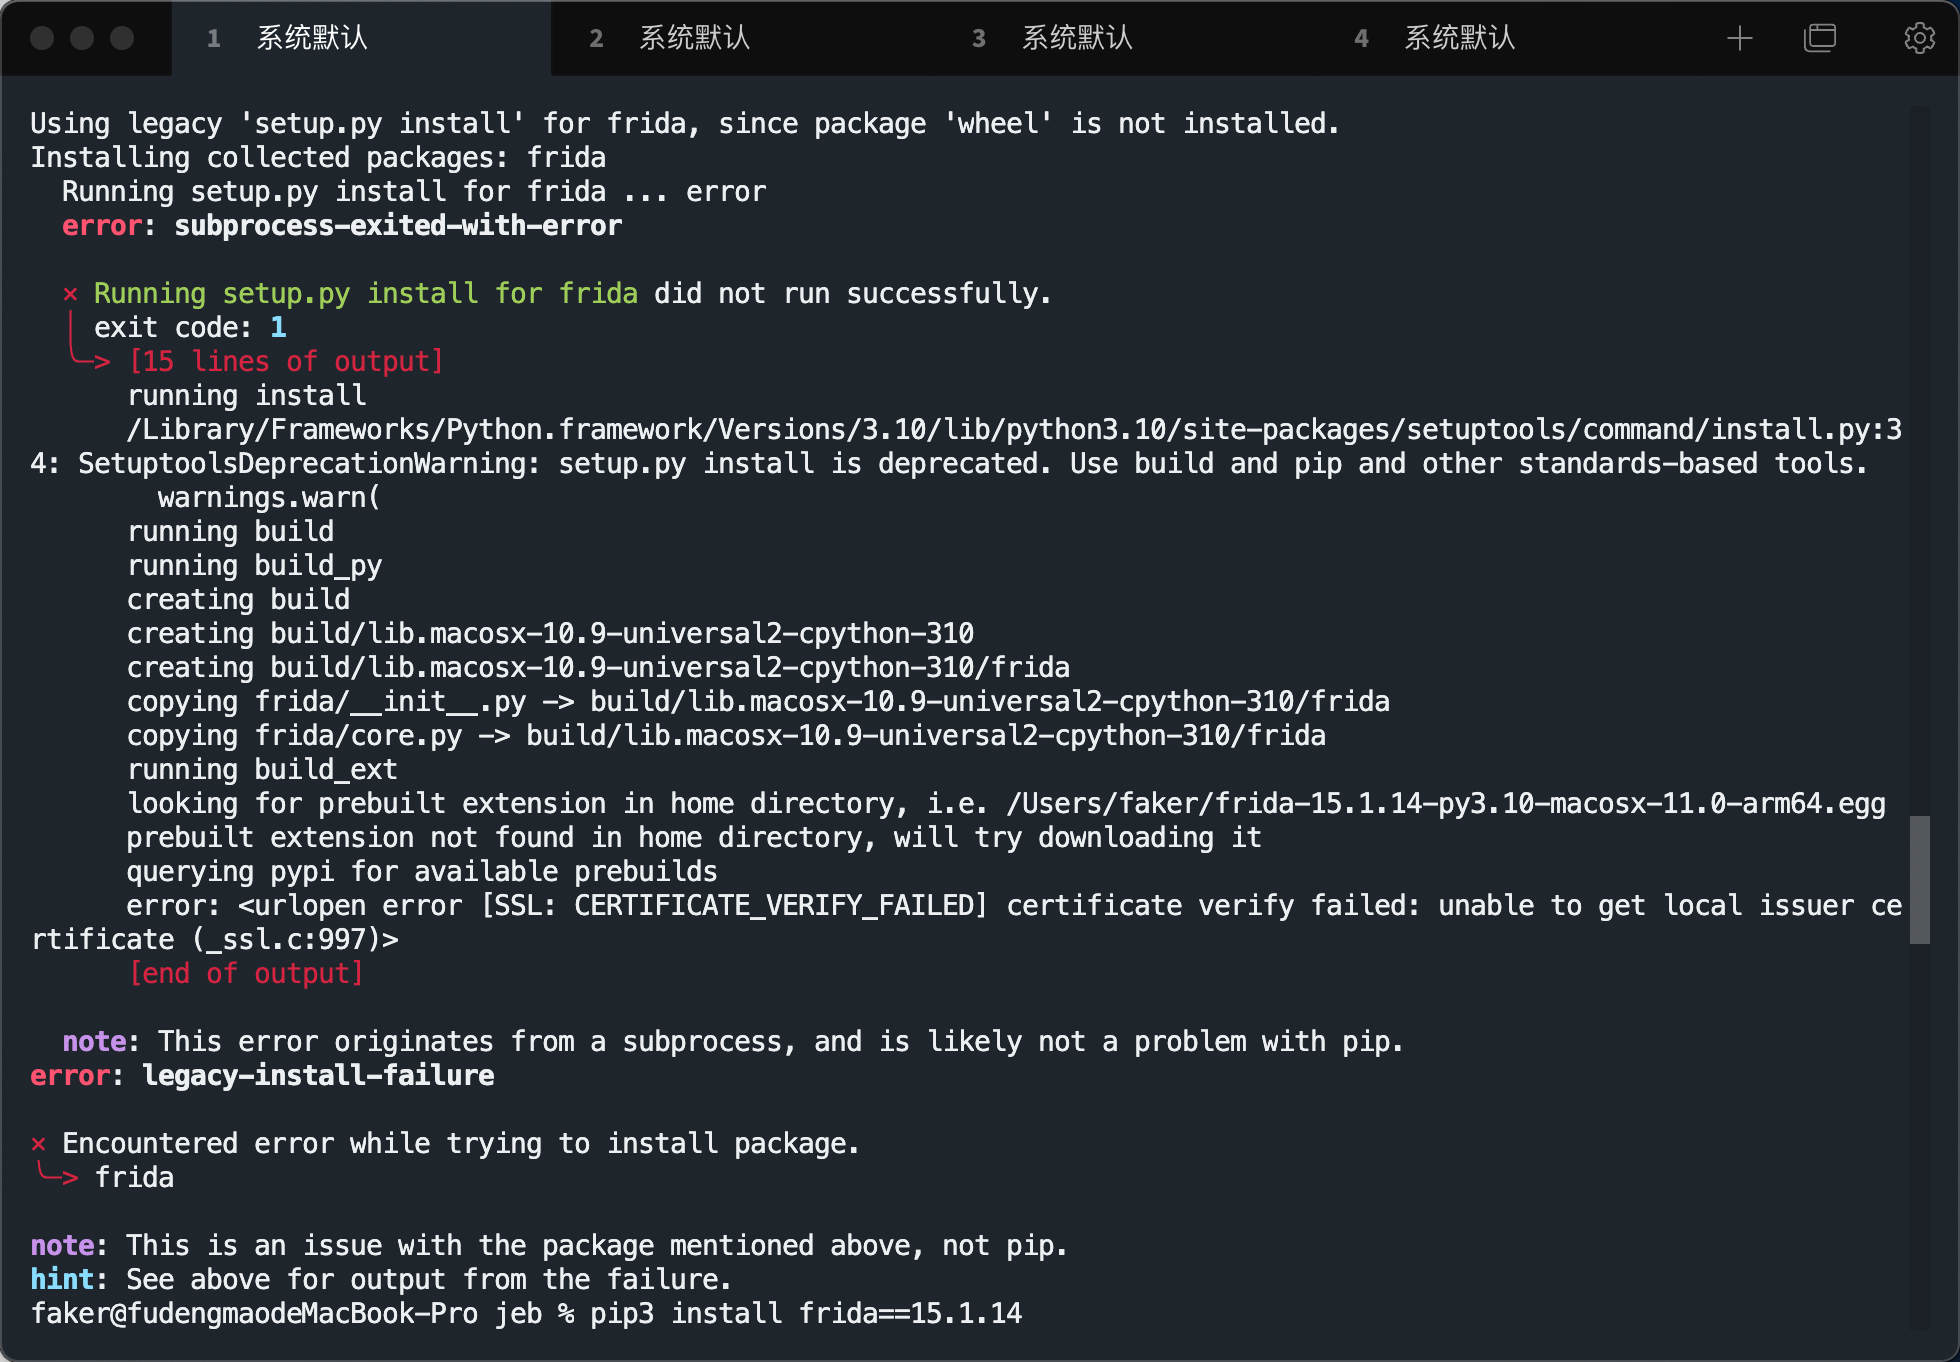 1 系统默认 2 系统默认 3 系统默认 4 系统默认
Using legacy 'setup.py install' for frida, since package 'wheel' is not installed.
Installing collected packages: frida
  Running setup.py install for frida ... error
  error: subprocess-exited-with-error

  × Running setup.py install for frida did not run successfully.
  │ exit code: 1
  ╰─> [15 lines of output]
      running install
      /Library/Frameworks/Python.framework/Versions/3.10/lib/python3.10/site-packages/setuptools/command/install.py:3
4: SetuptoolsDeprecationWarning: setup.py install is deprecated. Use build and pip and other standards-based tools.
        warnings.warn(
      running build
      running build_py
      creating build
      creating build/lib.macosx-10.9-universal2-cpython-310
      creating build/lib.macosx-10.9-universal2-cpython-310/frida
      copying frida/__init__.py -> build/lib.macosx-10.9-universal2-cpython-310/frida
      copying frida/core.py -> build/lib.macosx-10.9-universal2-cpython-310/frida
      running build_ext
      looking for prebuilt extension in home directory, i.e. /Users/faker/frida-15.1.14-py3.10-macosx-11.0-arm64.egg
      prebuilt extension not found in home directory, will try downloading it
      querying pypi for available prebuilds
      error: <urlopen error [SSL: CERTIFICATE_VERIFY_FAILED] certificate verify failed: unable to get local issuer ce
rtificate (_ssl.c:997)>
      [end of output]

  note: This error originates from a subprocess, and is likely not a problem with pip.
error: legacy-install-failure

× Encountered error while trying to install package.
╰─> frida

note: This is an issue with the package mentioned above, not pip.
hint: See above for output from the failure.
faker@fudengmaodeMacBook-Pro jeb % pip3 install frida==15.1.14